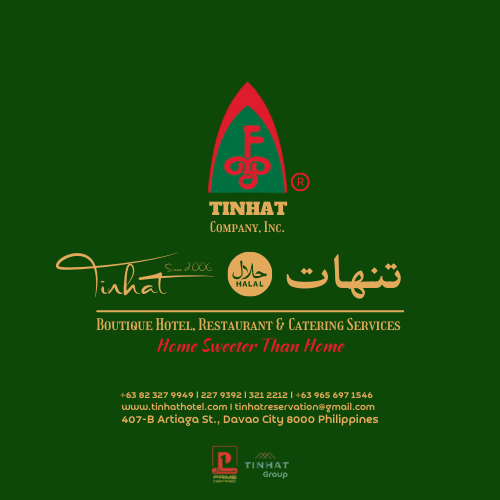 ®
TINHAT
COMPANY, INC.
Tinhat Since 2006
حلال
HALAL
تنهات
BOUTIQUE HOTEL, RESTAURANT & CATERING SERVICES
Home Sweeter Than Home
+63 82 327 9949 | 227 9392 | 321 2212 | +63 965 697 1546
www.tinhathotel.com | tinhatreservation@gmail.com
407-B Artiaga St., Davao City 8000 Philippines
TINHAT
Group